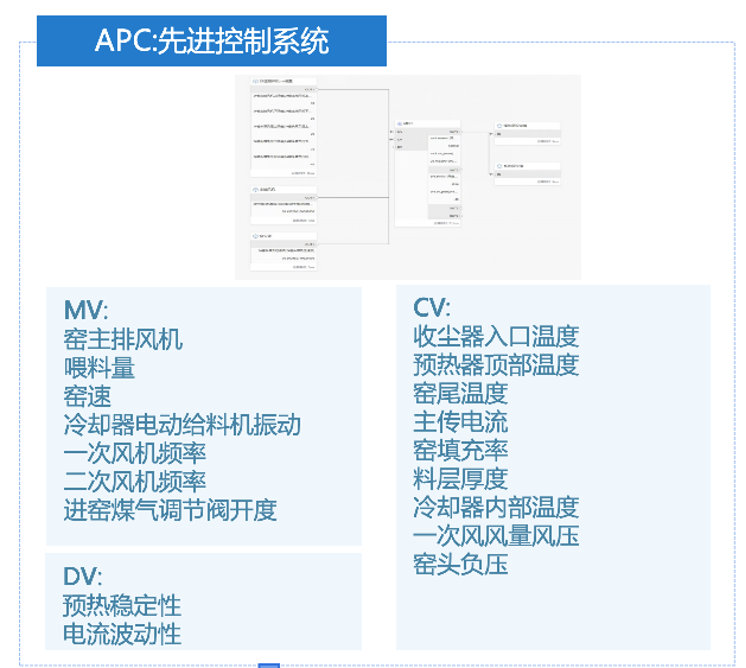 APC:先进控制系统
MV:
窑主排风机
喂料量
窑速
冷却器电动给料机振动
一次风机频率
二次风机频率
进窑煤气调节阀开度
DV:
预热稳定性
电流波动性
CV:
收尘器入口温度
预热器顶部温度
窑尾温度
主传电流
窑填充率
料层厚度
冷却器内部温度
一次风风量风压
窑头负压